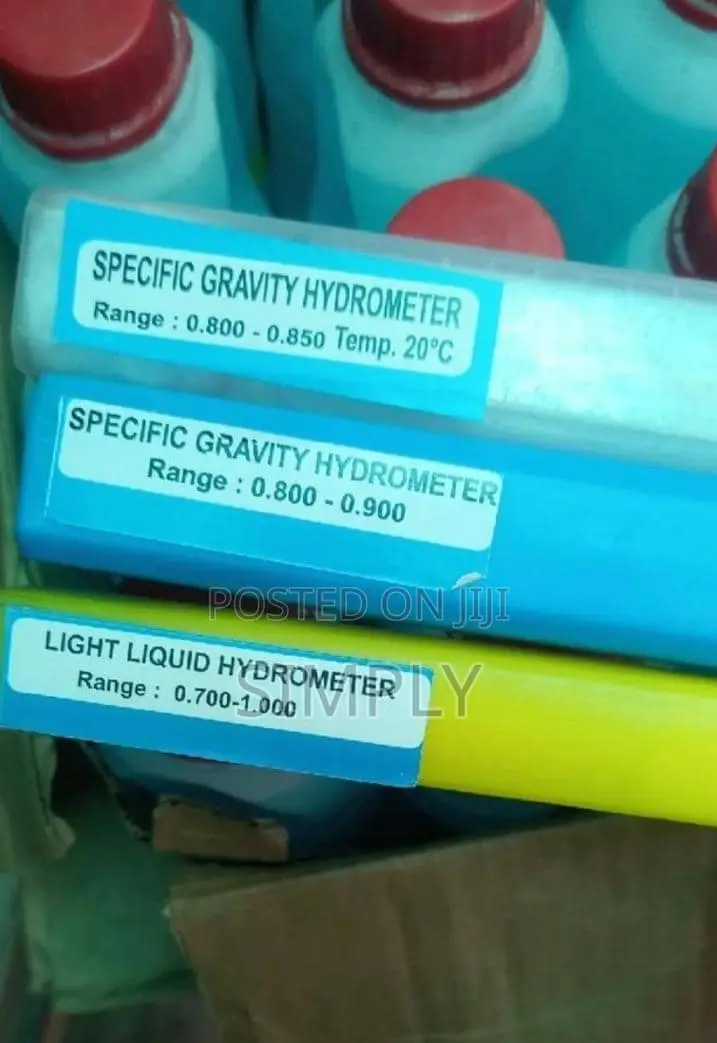 SPECIFIC GRAVITY HYDROMETER
Range : 0.800 - 0.850 Temp. 20°C
SPECIFIC GRAVITY HYDROMETER
Range : 0.800 - 0.900
POSTED ON JIJI
LIGHT LIQUID HYDROMETER
SIMPLY
Range : 0.700-1.000